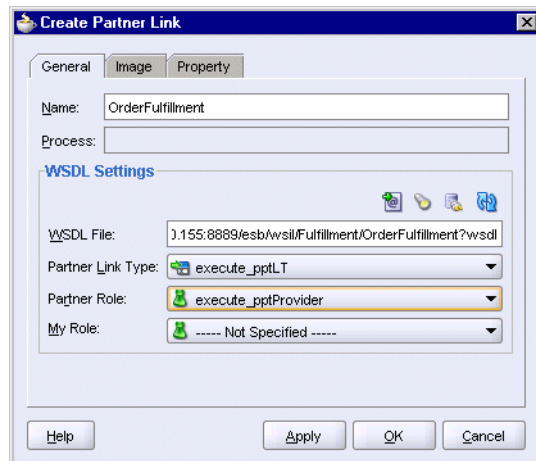 Create Partner Link
General Image Property
Name: OrderFulfillment
Process:
WSDL Settings
WSDL File: 0.155:8889/esb/wsil/Fulfillment/OrderFulfillment?wsdl
Partner Link Type: execute_pptLT
Partner Role: execute_pptProvider
My Role: ----- Not Specified -----
Help Apply OK Cancel